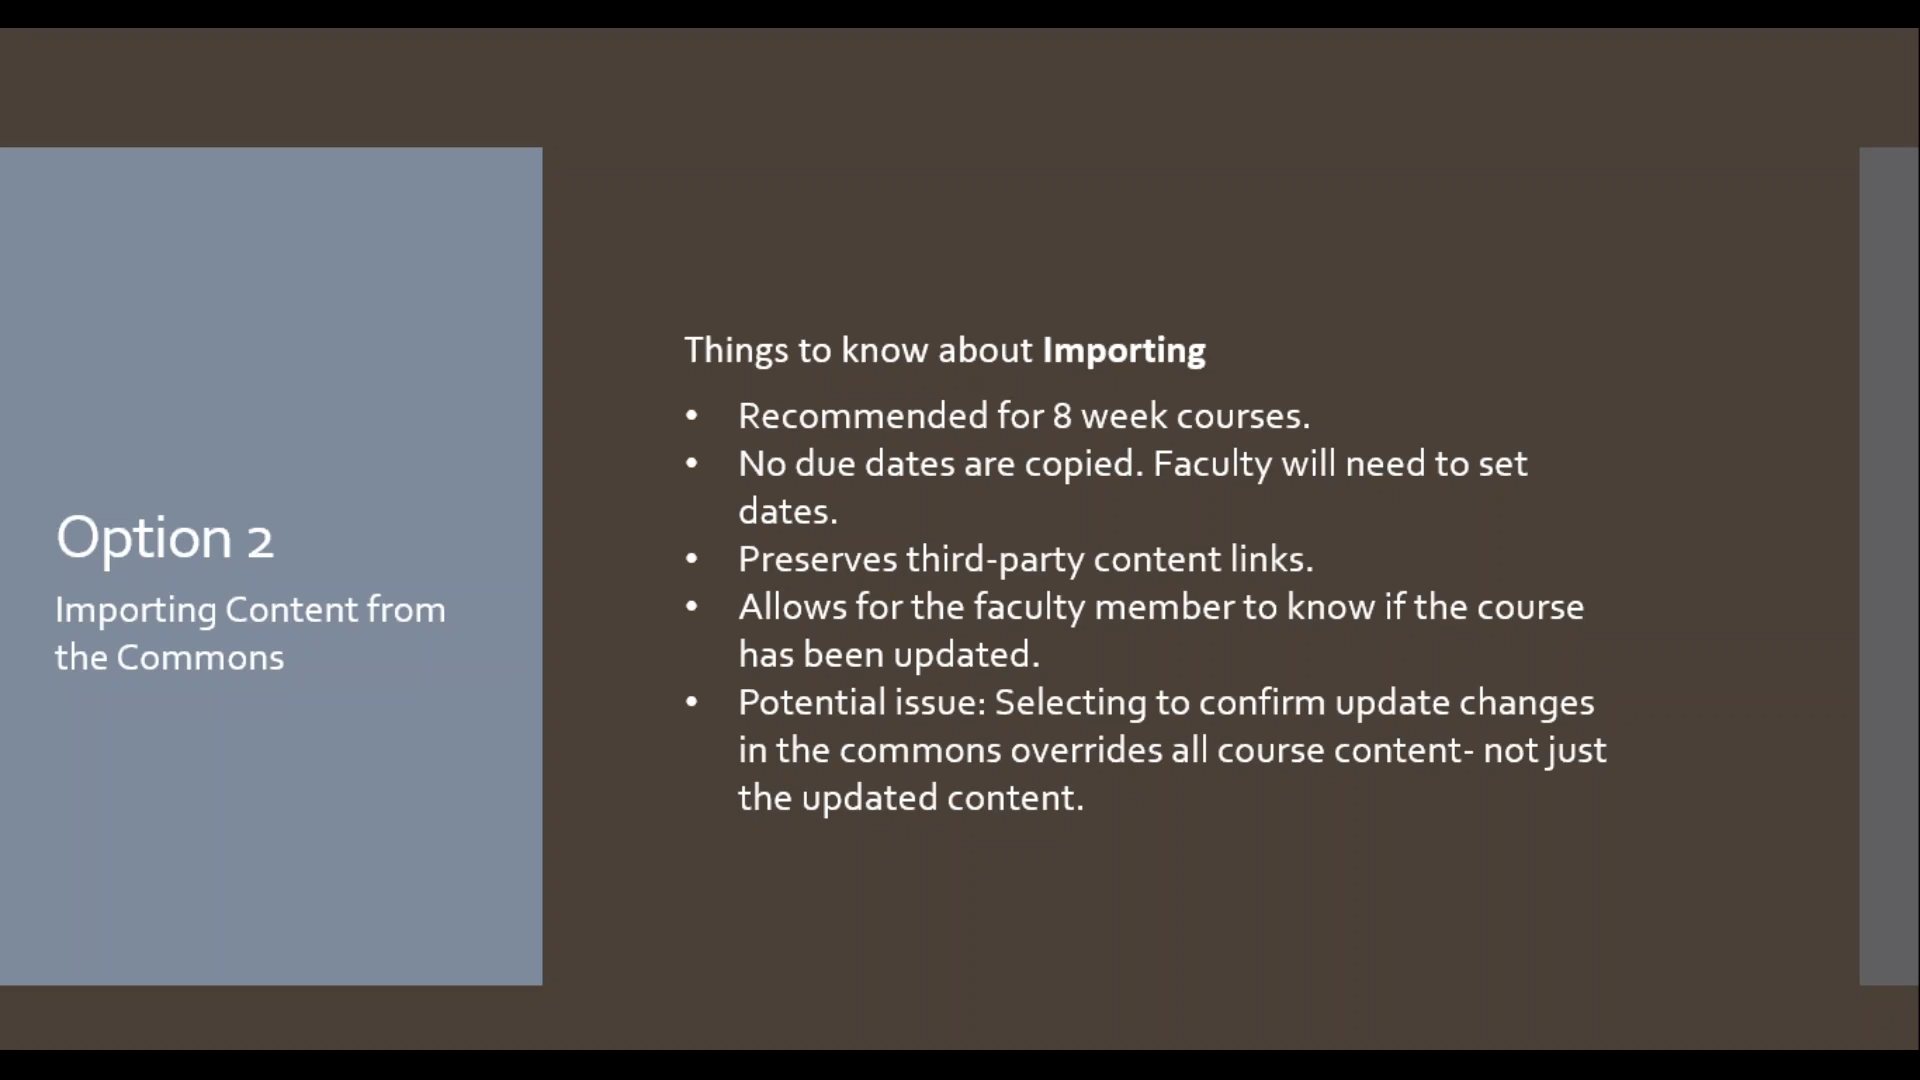 Option 2
Importing Content from
the Commons
Things to know about Importing
• Recommended for 8 week courses.
• No due dates are copied. Faculty will need to set
dates.
• Preserves third-party content links.
• Allows for the faculty member to know if the course
has been updated.
• Potential issue: Selecting to confirm update changes
in the commons overrides all course content- not just
the updated content.